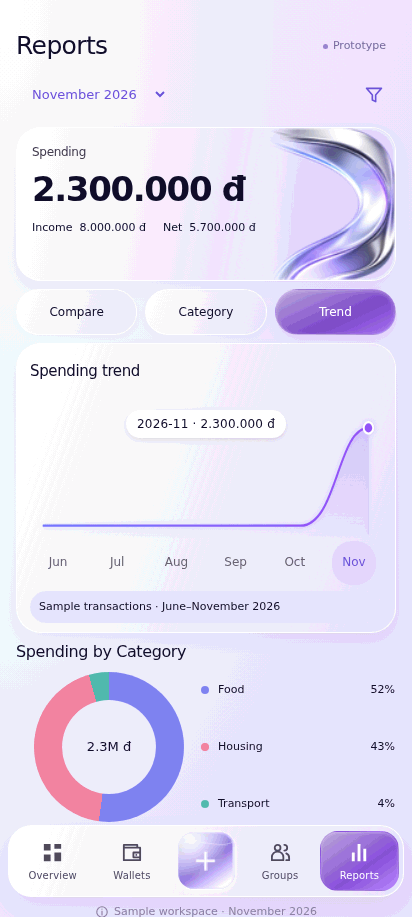 Reports
Prototype
November 2026
Spending
2.300.000 đ
Income 8.000.000 đ Net 5.700.000 đ
Compare
Category
Trend
Spending trend
2026-11 · 2.300.000 đ
Jun Jul Aug Sep Oct Nov
Sample transactions · June–November 2026
Spending by Category
2.3M đ
Food 52%
Housing 43%
Transport 4%
Overview
Wallets
Groups
Reports
Sample workspace · November 2026